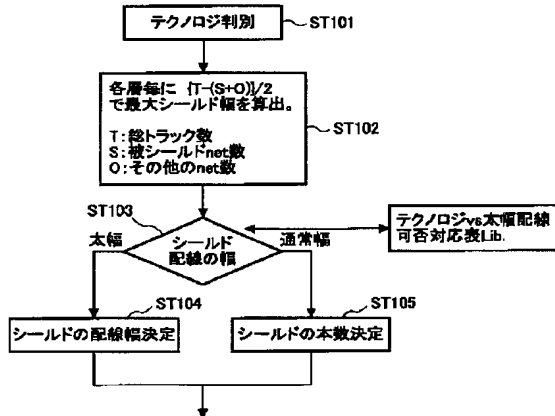 テクノロジ判別
ST101
各層毎に {T-(S+O)}/2
で最大シールド幅を算出。
T:総トラック数
S:被シールドnet数
O:その他のnet数
ST102
ST103
シールド
配線の幅
太幅
通常幅
テクノロジvs太幅配線
可否対応表Lib.
ST104
シールドの配線幅決定
ST105
シールドの本数決定